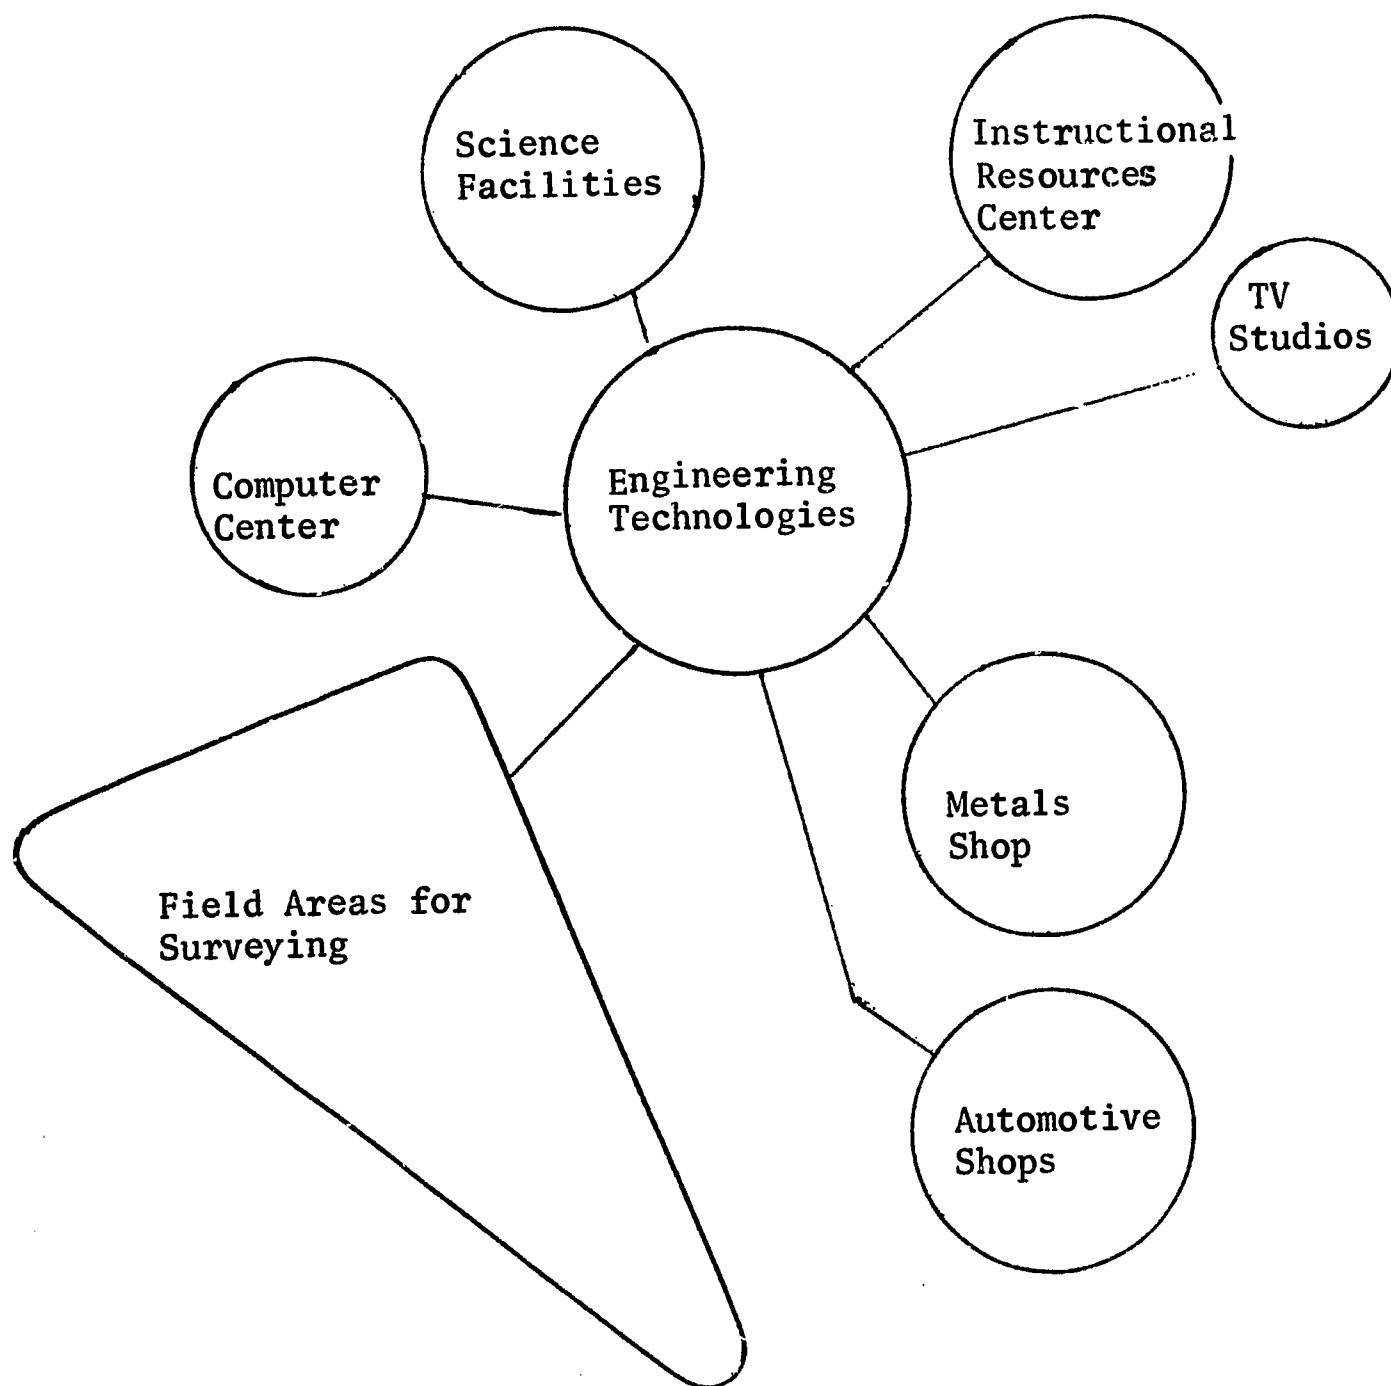 Science
Facilities
Instructional
Resources
Center
TV
Studios
Computer
Center
Engineering
Technologies
Metals
Shop
Field Areas for
Surveying
Automotive
Shops